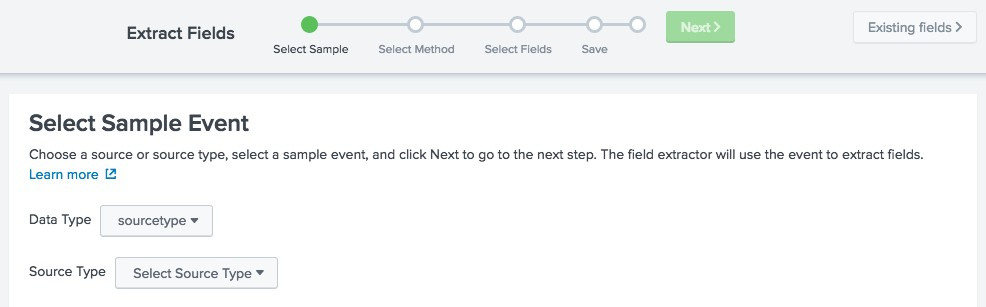 Extract Fields
Select Sample
Select Method
Select Fields
Save
Next >
Existing fields >
Select Sample Event
Choose a source or source type, select a sample event, and click Next to go to the next step. The field extractor will use the event to extract fields.
Learn more
Data Type sourcetype
Source Type Select Source Type